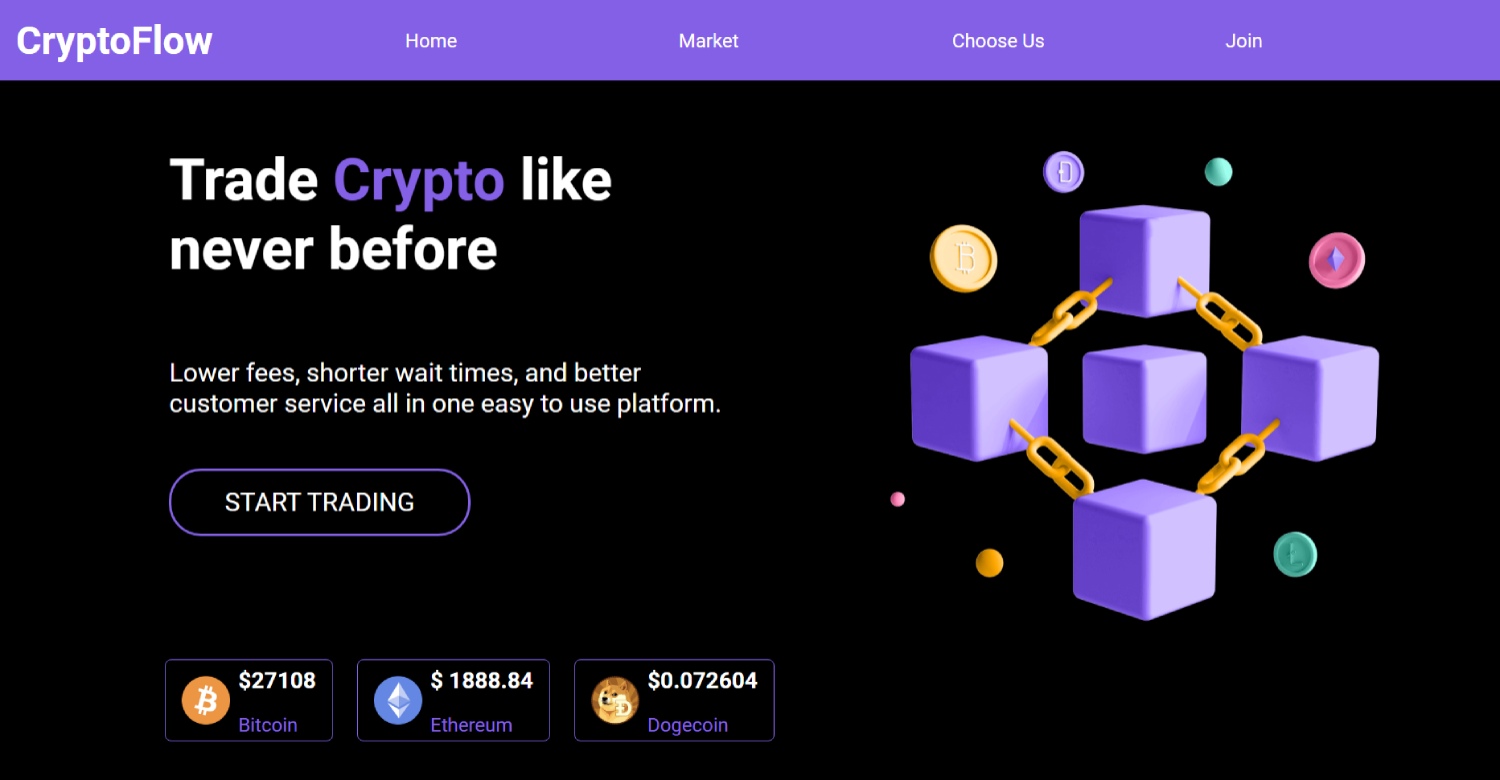 CryptoFlow
Home
Market
Choose Us
Join
Trade Crypto like
never before
Lower fees, shorter wait times, and better
customer service all in one easy to use platform.
START TRADING
$27108
Bitcoin
$ 1888.84
Ethereum
$0.072604
Dogecoin